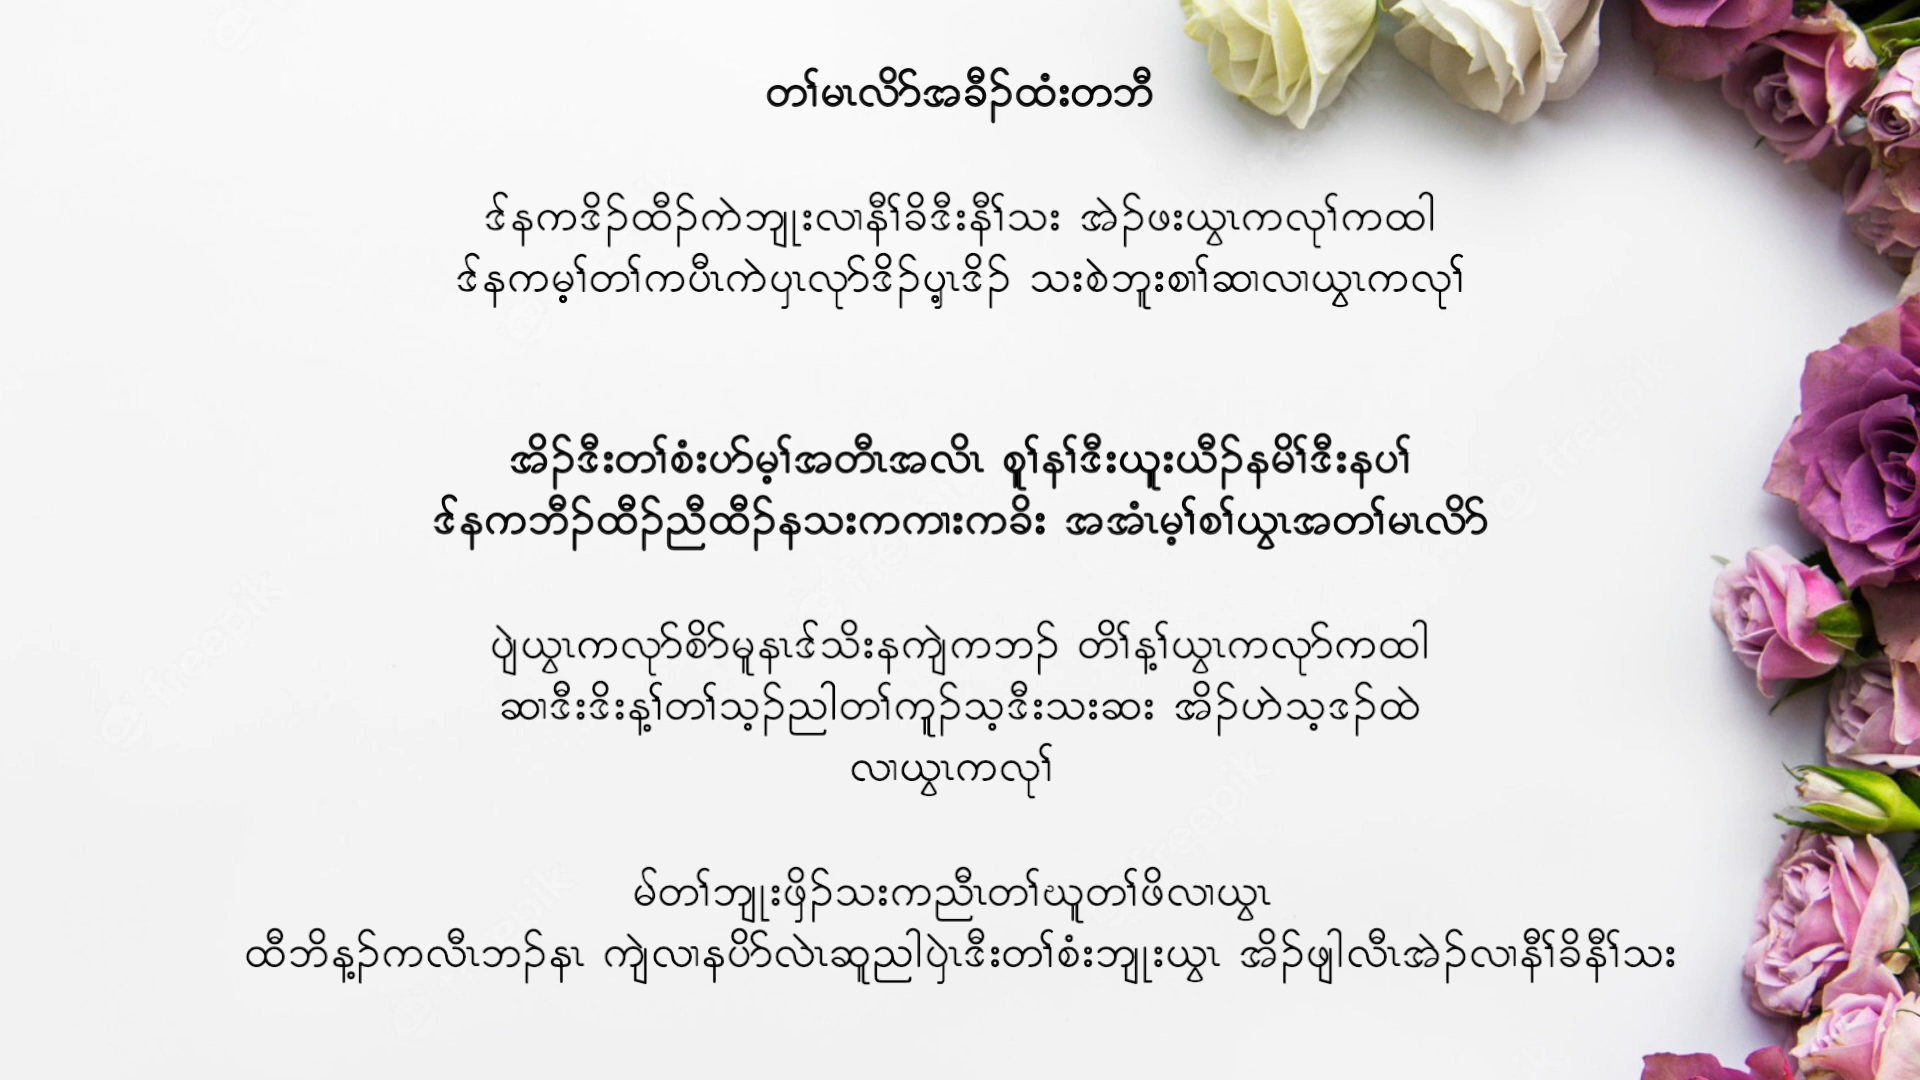 တၢ်မၤလိာ်အခီၣ်ထံးတဘီ
ဒ်နကဒိၣ်ထီၣ်ကဲဘျုးလၢနီၢ်ခိဒီးနီၢ်သး အဲၣ်ဖးယွၤကလုၢ်ကထါ
ဒ်နကမ့ၢ်တၢ်ကပီၤကဲပှၤလုာ်ဒိၣ်ပ့ၤဒိၣ် သးစဲဘူးစၢၢ်ဆၢလၢယွၤကလုၢ်
အိၣ်ဒီးတၢ်စံးဟာ်မ့ၢ်အတီၤအလိၤ စူၢ်နၢ်ဒီးယူးယီၣ်နမိၢ်ဒီးနပၢ်
ဒ်နကဘီၣ်ထီၣ်ညီထီၣ်နသးကကၢးကခိး အအံၤမ့ၢ်စၢ်ယွၤအတၢ်မၤလိာ်
ပျဲယွၤကလုာ်စိာ်မူနၤဒ်သိးနကျဲကဘၣ် တိၢ်န့ၢ်ယွၤကလုာ်ကထါ
ဆၢဒီးဒိးန့ၢ်တၢ်သ့ၣ်ညါတၢ်ကူၣ်သ့ဒီးသးဆး အိၣ်ဟဲသ့ဒၣ်ထဲ
လၢယွၤကလုၢ်
မ်တၢ်ဘျုးဖှိၣ်သးကညီၤတၢ်ဃူတၢ်ဖိလၢယွၤ
ထီဘိန့ၣ်ကလီၤဘၣ်နၤ ကျဲလၢနပိာ်လဲၤဆူညါပှဲၤဒီးတၢ်စံးဘျုးယွၤ အိၣ်ဖျါလီၤအဲၣ်လၢနီၢ်ခိနီၢ်သး